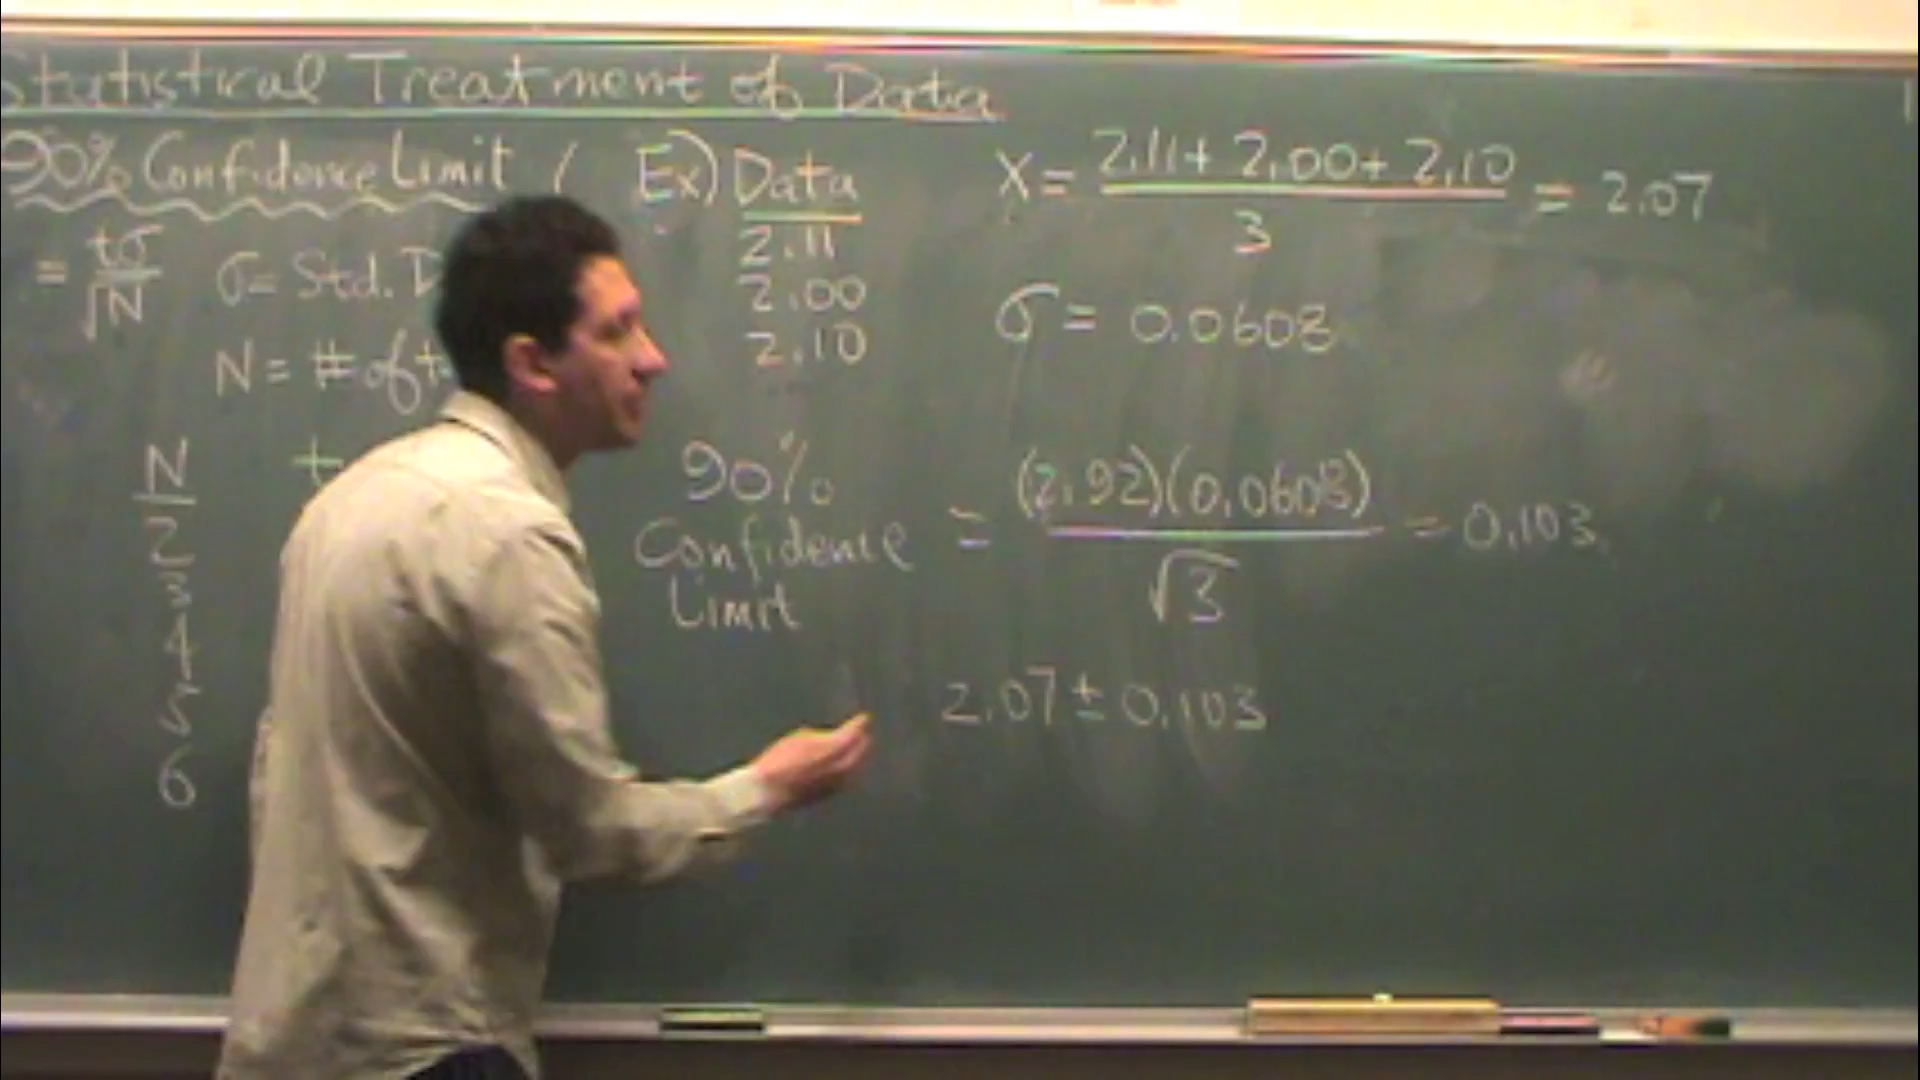 Statistical Treatment of Data
90% Confidence Limit (
= tσ/√N
σ = Std. D
N = # of t
N
2
3
4
5
6
t
Ex) Data
2.11
2.00
2.10
X = (2.11 + 2.00 + 2.10)/3 = 2.07
σ = 0.0608
90%
Confidence
Limit
= (2.92)(0.0608)/√3 = 0.103
2.07 ± 0.103